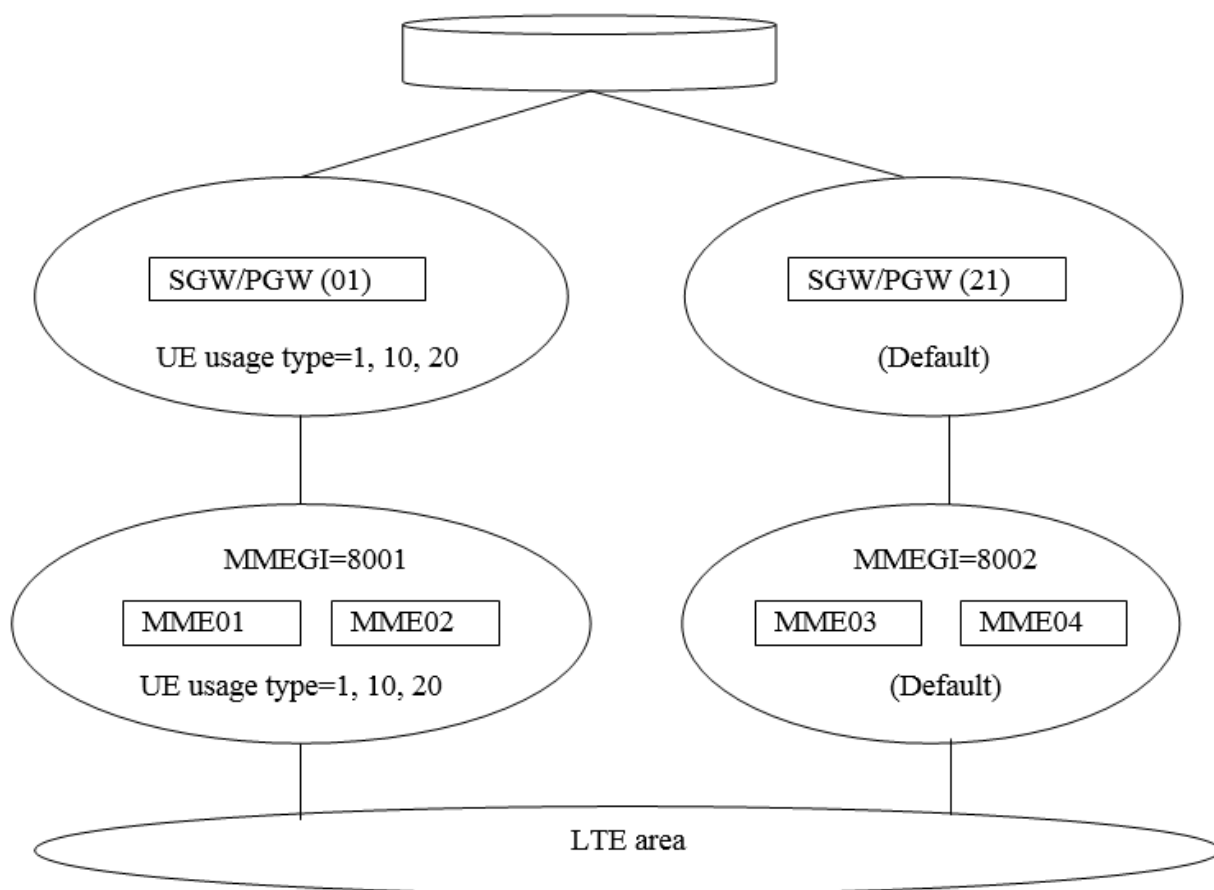 SGW/PGW (01)
UE usage type=1, 10, 20
SGW/PGW (21)
(Default)
MMEGI=8001
MME01
MME02
UE usage type=1, 10, 20
MMEGI=8002
MME03
MME04
(Default)
LTE area